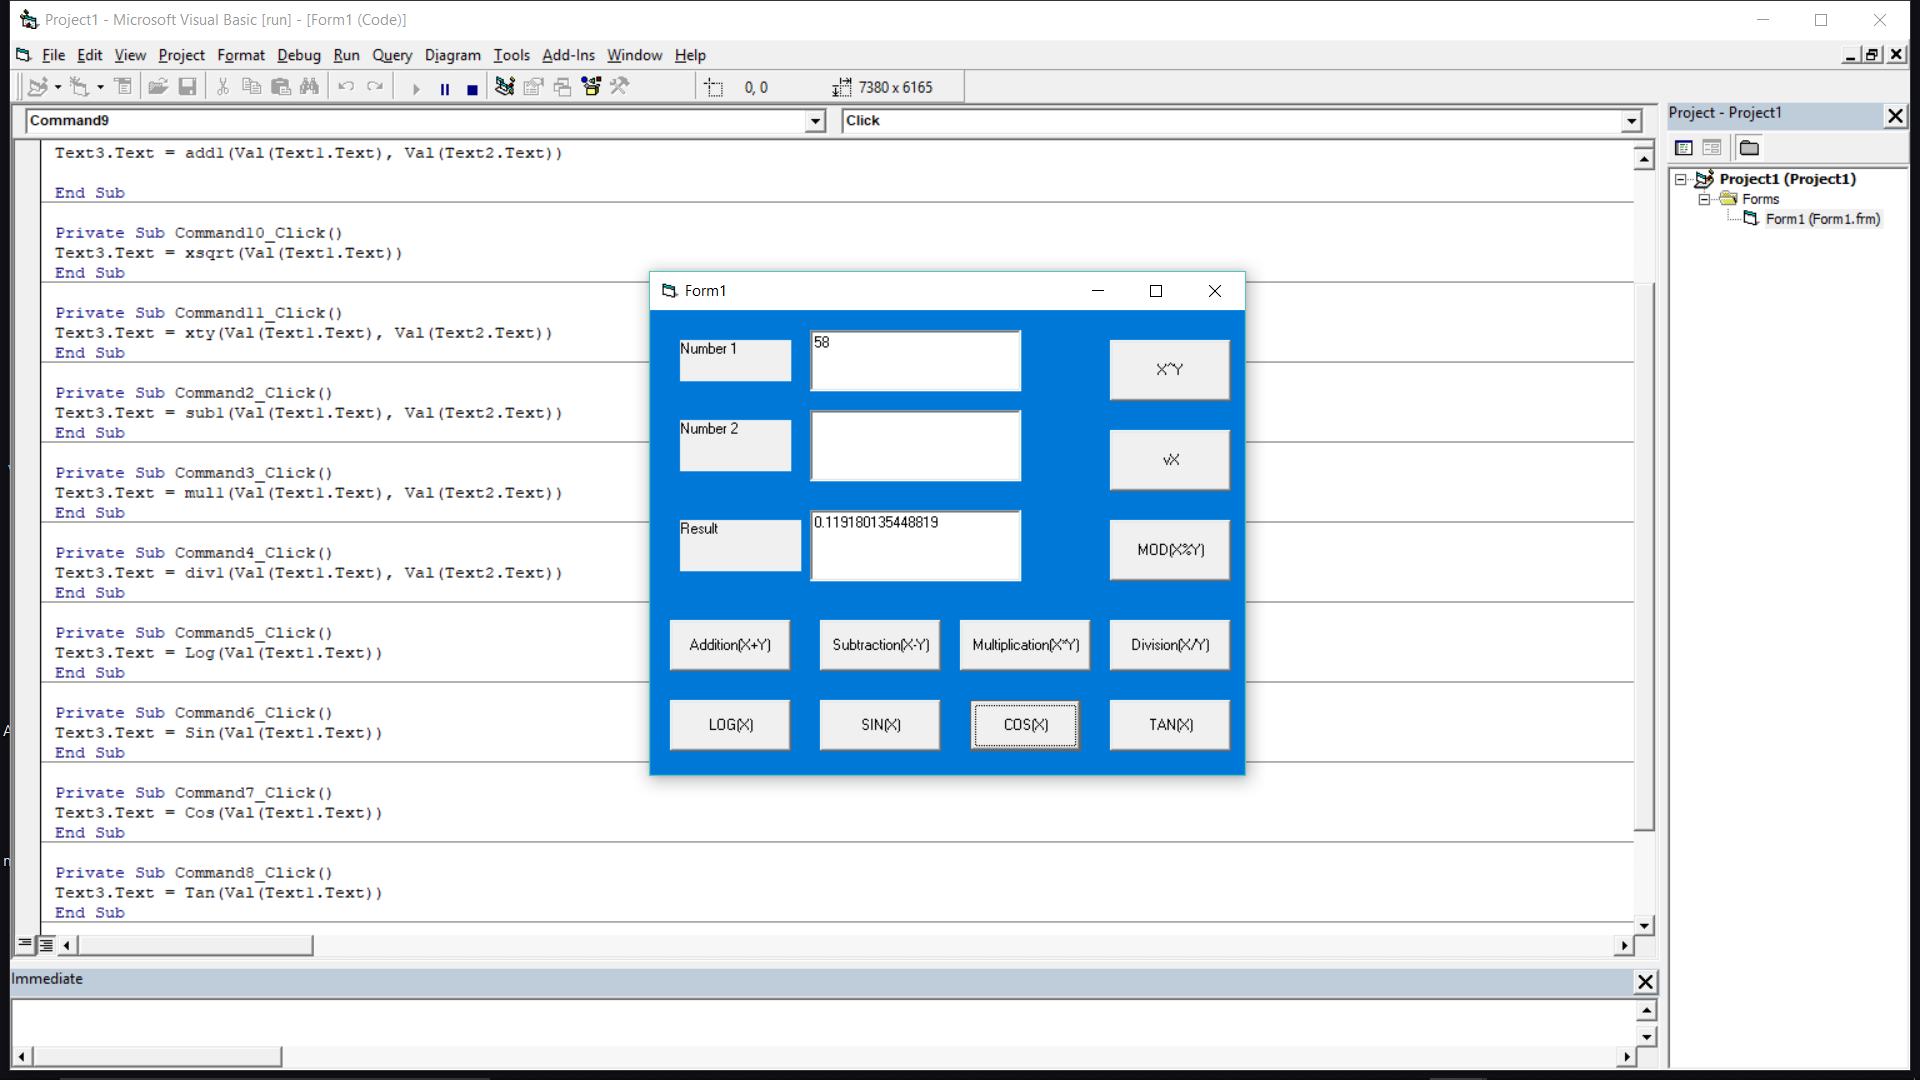 Project1 - Microsoft Visual Basic [run] - [Form1 (Code)]
File Edit View Project Format Debug Run Query Diagram Tools Add-Ins Window Help
0, 0 7380 x 6165
Command9 Click
Text3.Text = add1(Val(Text1.Text), Val(Text2.Text))
End Sub
Private Sub Command10_Click()
Text3.Text = xsqrt(Val(Text1.Text))
End Sub
Private Sub Command11_Click()
Text3.Text = xty(Val(Text1.Text), Val(Text2.Text))
End Sub
Private Sub Command2_Click()
Text3.Text = sub1(Val(Text1.Text), Val(Text2.Text))
End Sub
Private Sub Command3_Click()
Text3.Text = mul1(Val(Text1.Text), Val(Text2.Text))
End Sub
Private Sub Command4_Click()
Text3.Text = div1(Val(Text1.Text), Val(Text2.Text))
End Sub
Private Sub Command5_Click()
Text3.Text = Log(Val(Text1.Text))
End Sub
Private Sub Command6_Click()
Text3.Text = Sin(Val(Text1.Text))
End Sub
Private Sub Command7_Click()
Text3.Text = Cos(Val(Text1.Text))
End Sub
Private Sub Command8_Click()
Text3.Text = Tan(Val(Text1.Text))
End Sub
Form1
Number 1 58
X^Y
Number 2
vX
Result 0.119180135448819
MOD(X%Y)
Addition(X+Y) Subtraction(X-Y) Multiplication(X*Y) Division(X/Y)
LOG(X) SIN(X) COS(X) TAN(X)
Project - Project1
Project1 (Project1)
Forms
Form1 (Form1.frm)
Immediate